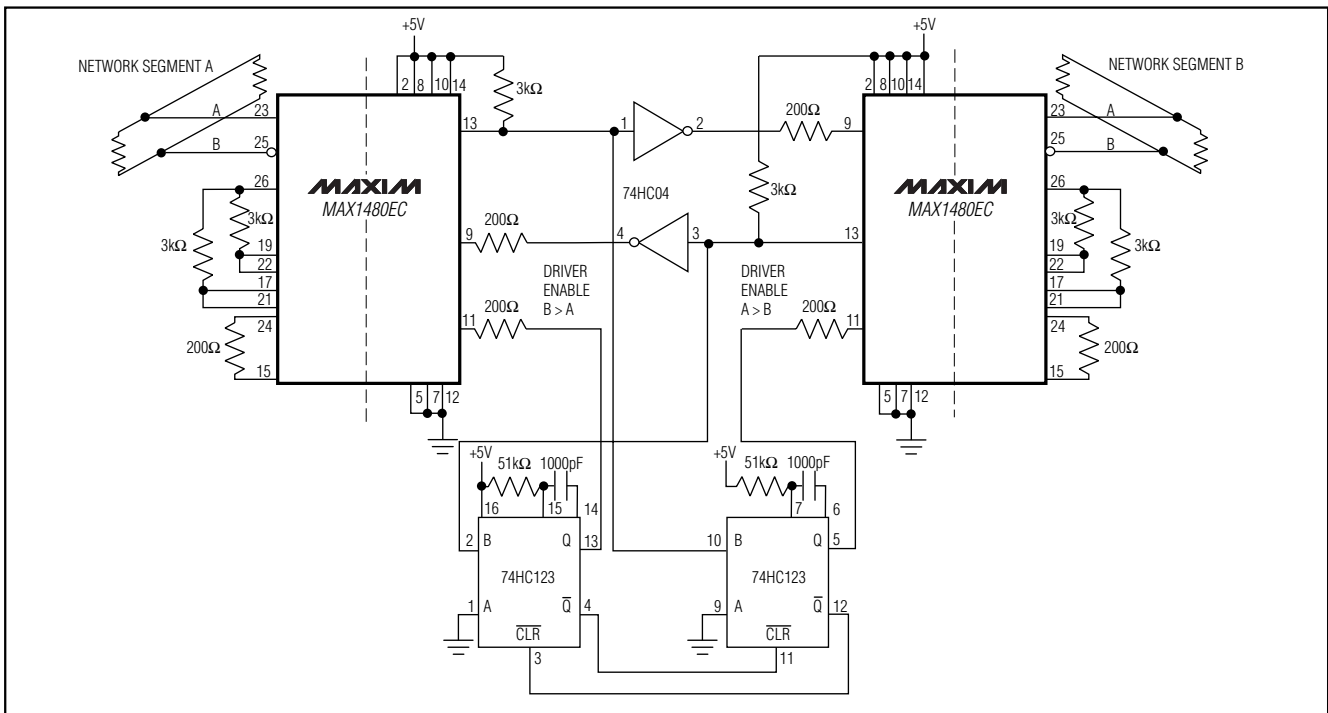 +5V
+5V
NETWORK SEGMENT A
NETWORK SEGMENT B
2 8 10 14
3kΩ
2 8 10 14
A
23
13
1
2
200Ω
9
23
A
B
25
25
B
MAXIM
MAX1480EC
74HC04
3kΩ
MAXIM
MAX1480EC
26
3kΩ
19
22
3kΩ
17
21
24
200Ω
15
9
200Ω
4
3
13
DRIVER
ENABLE
B > A
DRIVER
ENABLE
A > B
11
200Ω
200Ω
11
26
3kΩ
19
22
3kΩ
17
21
24
200Ω
15
5 7 12
5 7 12
+5V
51kΩ
1000pF
16
15
14
2
B
Q
13
74HC123
1
A
Q
4
CLR
3
+5V
51kΩ
1000pF
7
6
10
B
Q
5
74HC123
9
A
Q
12
CLR
11